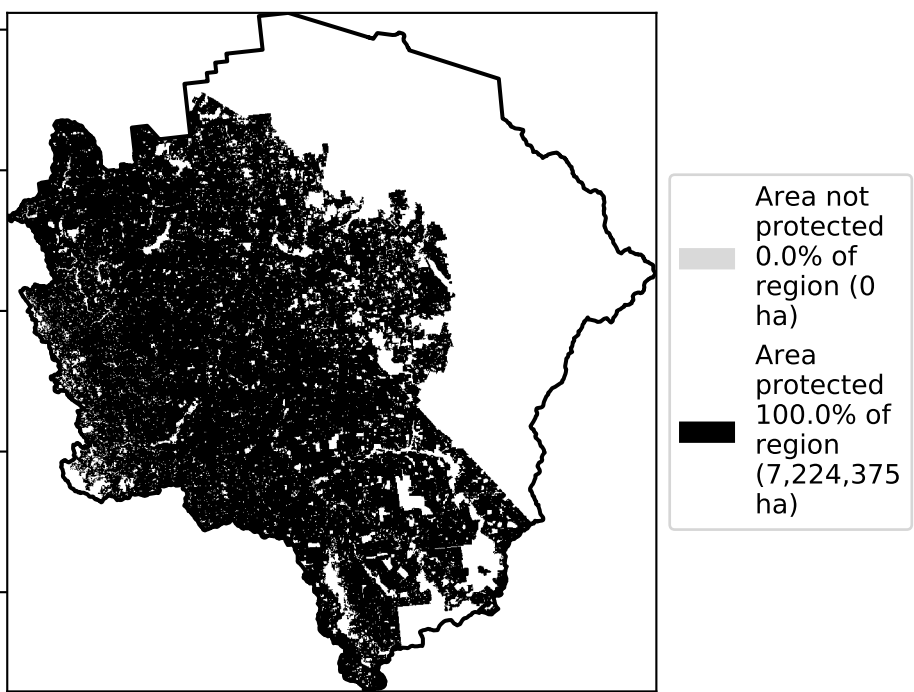 Area not
protected
0.0% of
region (0
ha)
Area
protected
100.0% of
region
(7,224,375
ha)